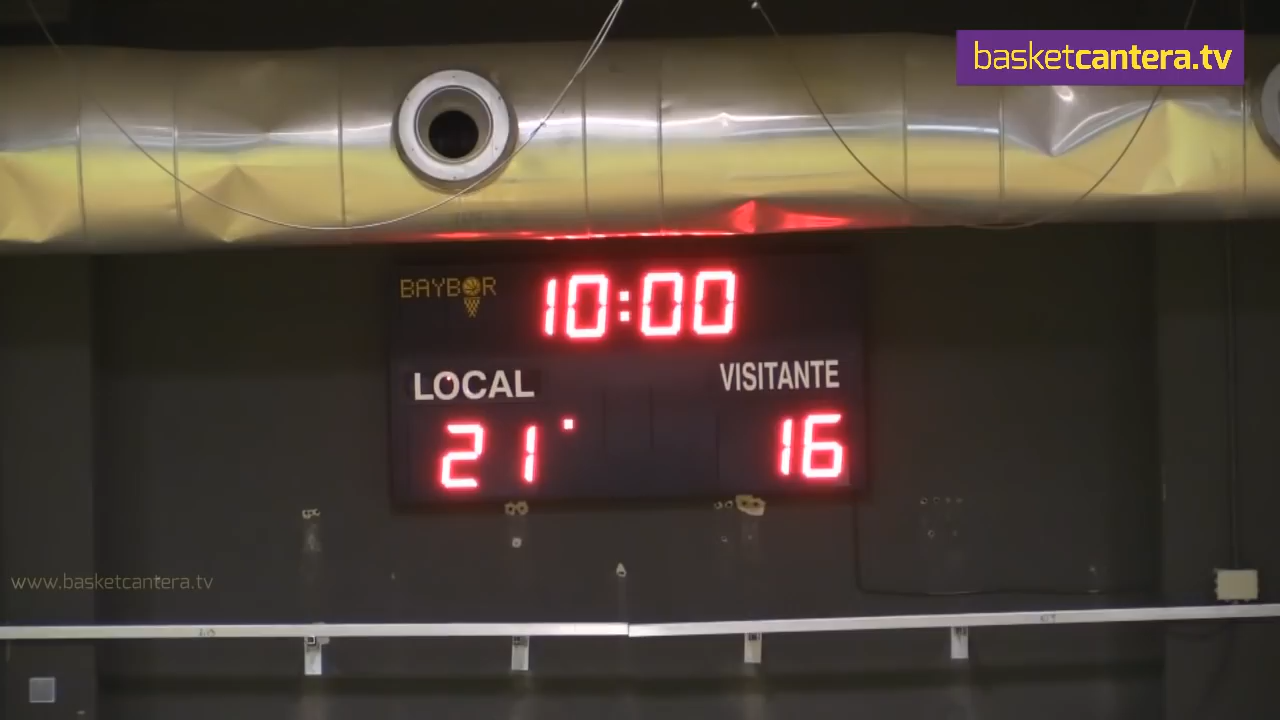 basketcantera.tv
BAYBOR
10:00
LOCAL
VISITANTE
21
16
www.basketcantera.tv